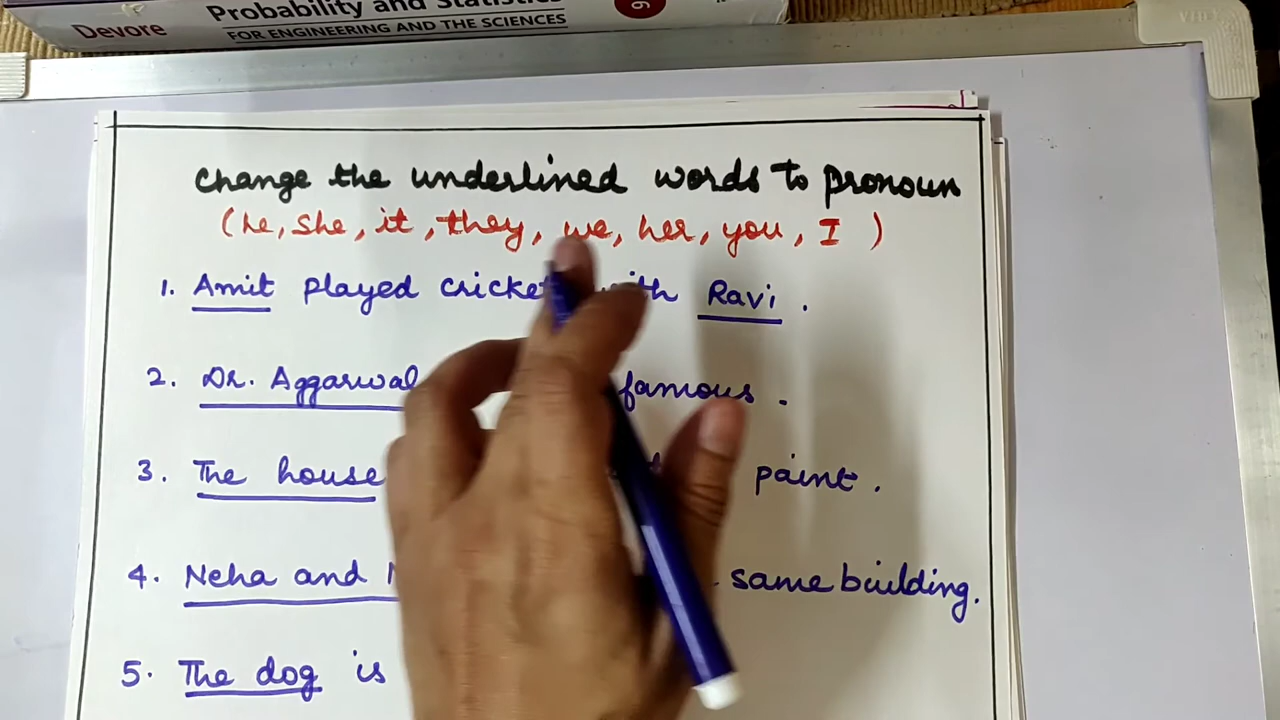 Probability and Statistics
Devore
FOR ENGINEERING AND THE SCIENCES
9
Change the underlined words to pronoun
(he, she, it, they, we, her, you, I)
1. Amit played cricket with Ravi.
2. Dr. Aggarwal famous.
3. The house paint.
4. Neha and same building.
5. The dog is